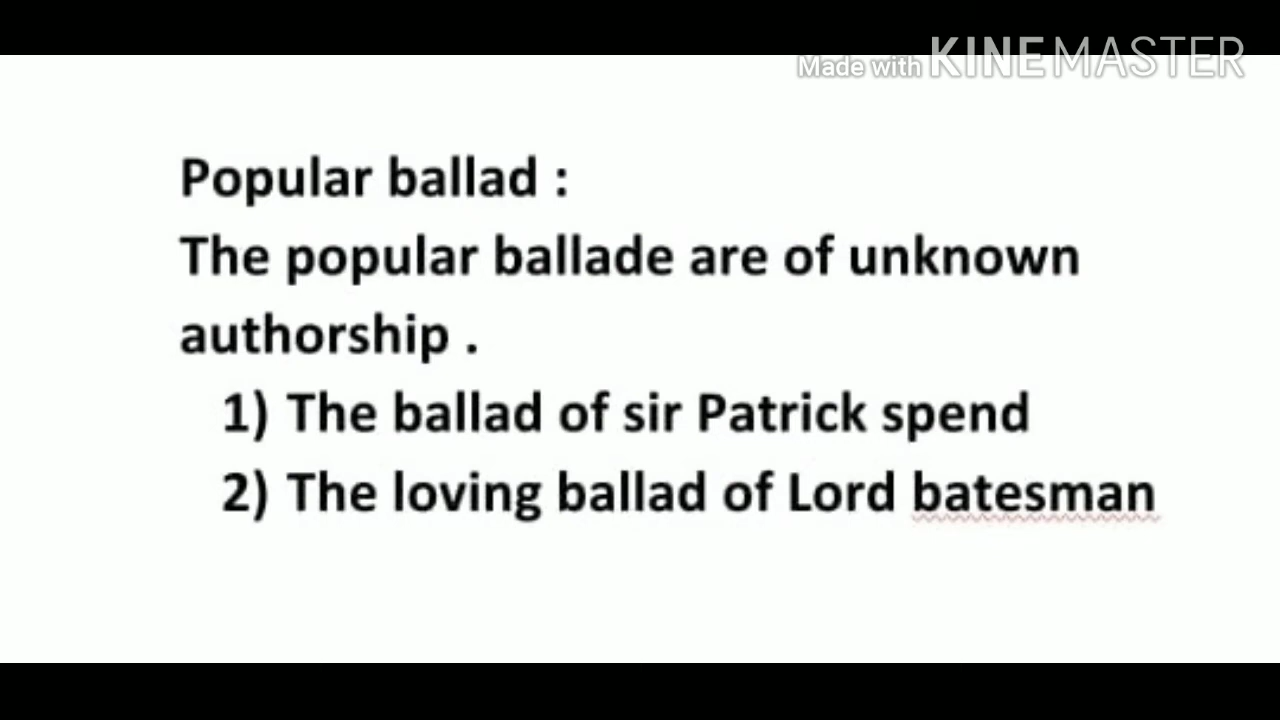 Made with KINEMASTER
Popular ballad :
The popular ballade are of unknown
authorship .
1) The ballad of sir Patrick spend
2) The loving ballad of Lord batesman